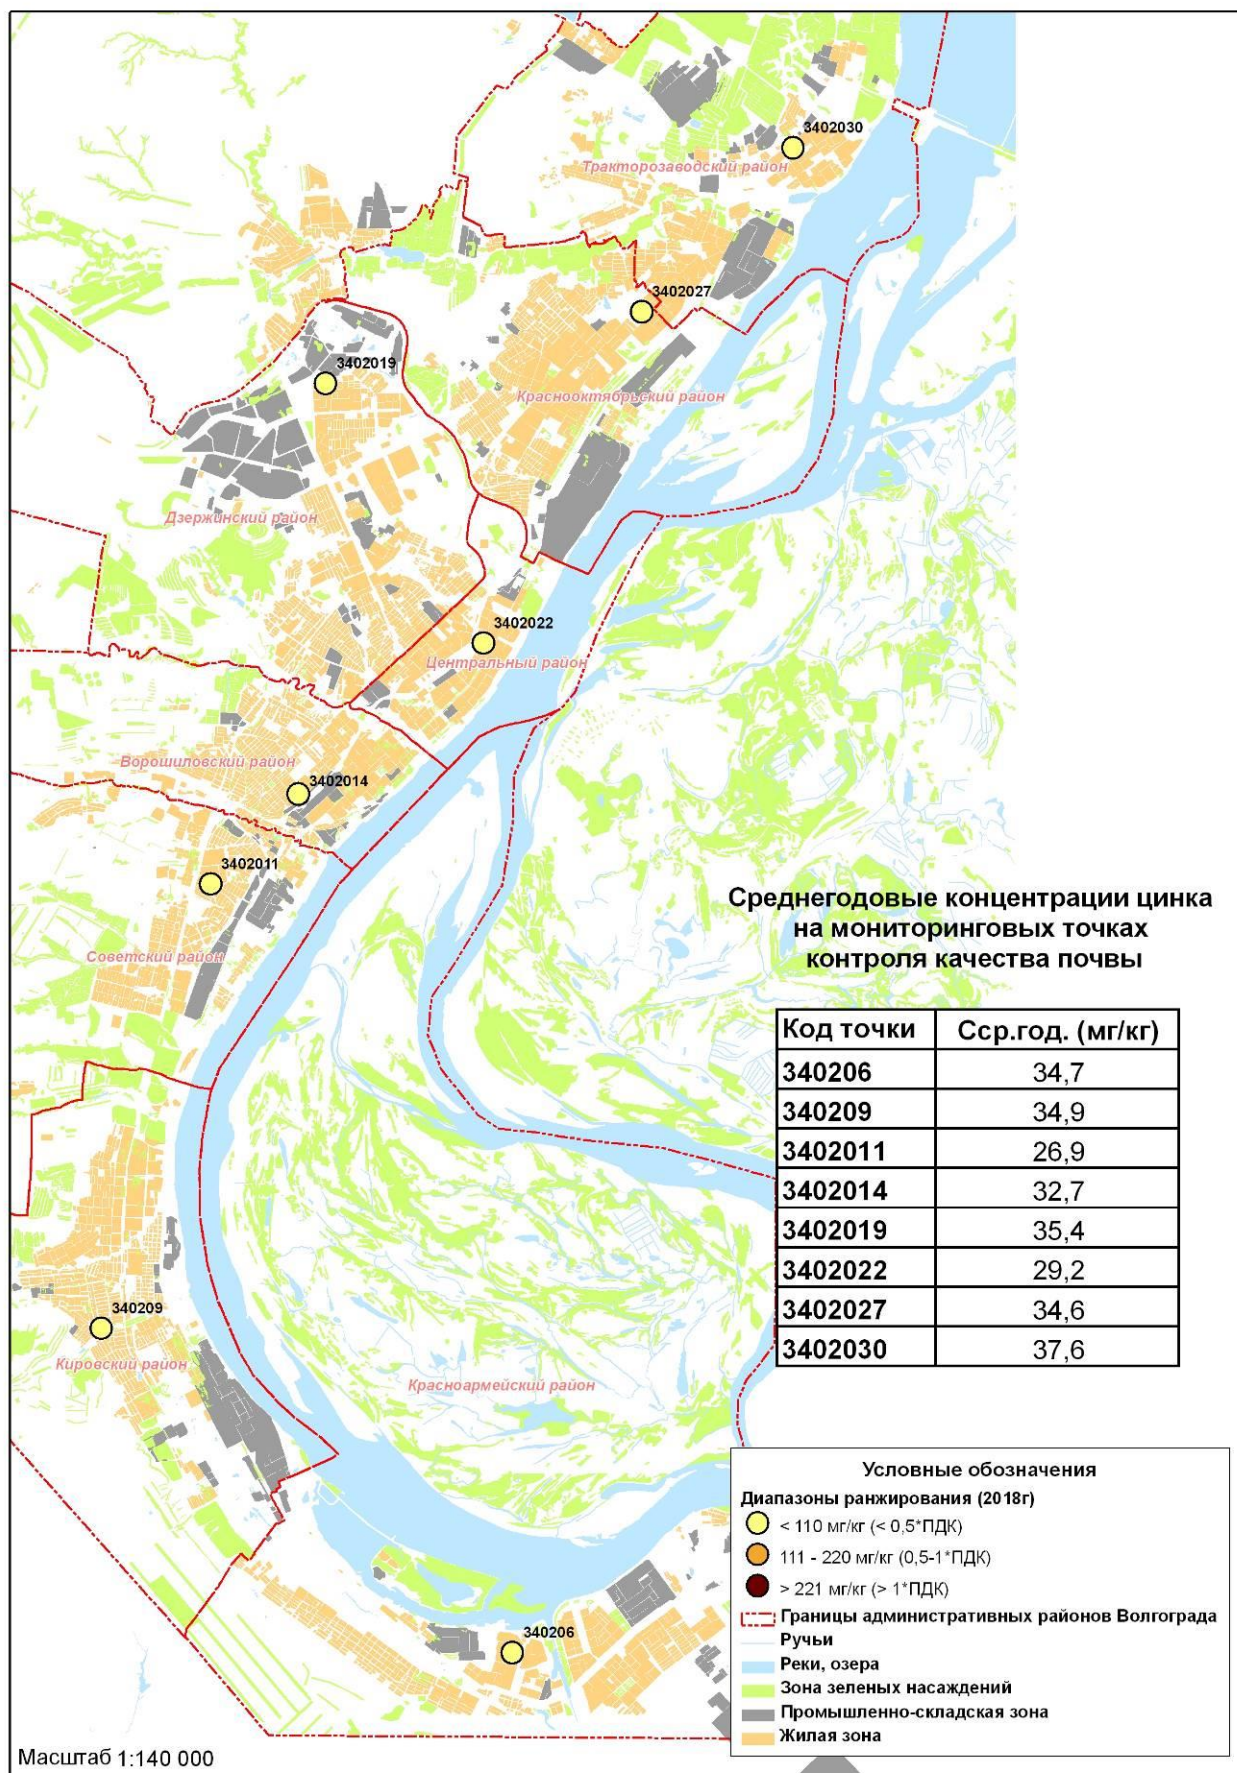 3402030
Тракторозаводский район
3402027
3402019
Краснооктябрьский район
Дзержинский район
3402022
Центральный район
Ворошиловский район
3402014
3402011
Советский район
Среднегодовые концентрации цинка
на мониторинговых точках
контроля качества почвы
Код точки Сср.год. (мг/кг)
340206 34,7
340209 34,9
3402011 26,9
3402014 32,7
3402019 35,4
3402022 29,2
3402027 34,6
3402030 37,6
340209
Кировский район
Красноармейский район
340206
Условные обозначения
Диапазоны ранжирования (2018г)
< 110 мг/кг (< 0,5*ПДК)
111 - 220 мг/кг (0,5-1*ПДК)
> 221 мг/кг (> 1*ПДК)
Границы административных районов Волгограда
Ручьи
Реки, озера
Зона зеленых насаждений
Промышленно-складская зона
Жилая зона
Масштаб 1:140 000